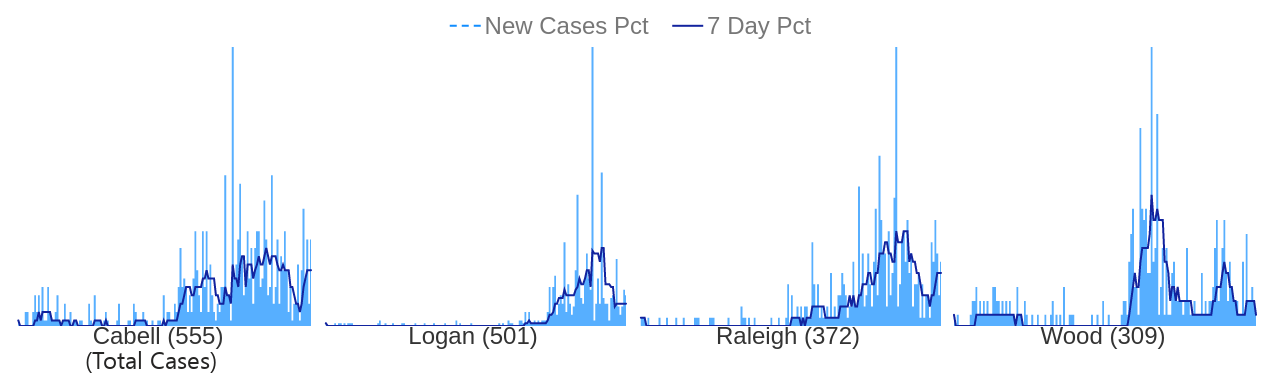 New Cases Pct 7 Day Pct
Cabell (555) Logan (501) Raleigh (372) Wood (309)
(Total Cases)